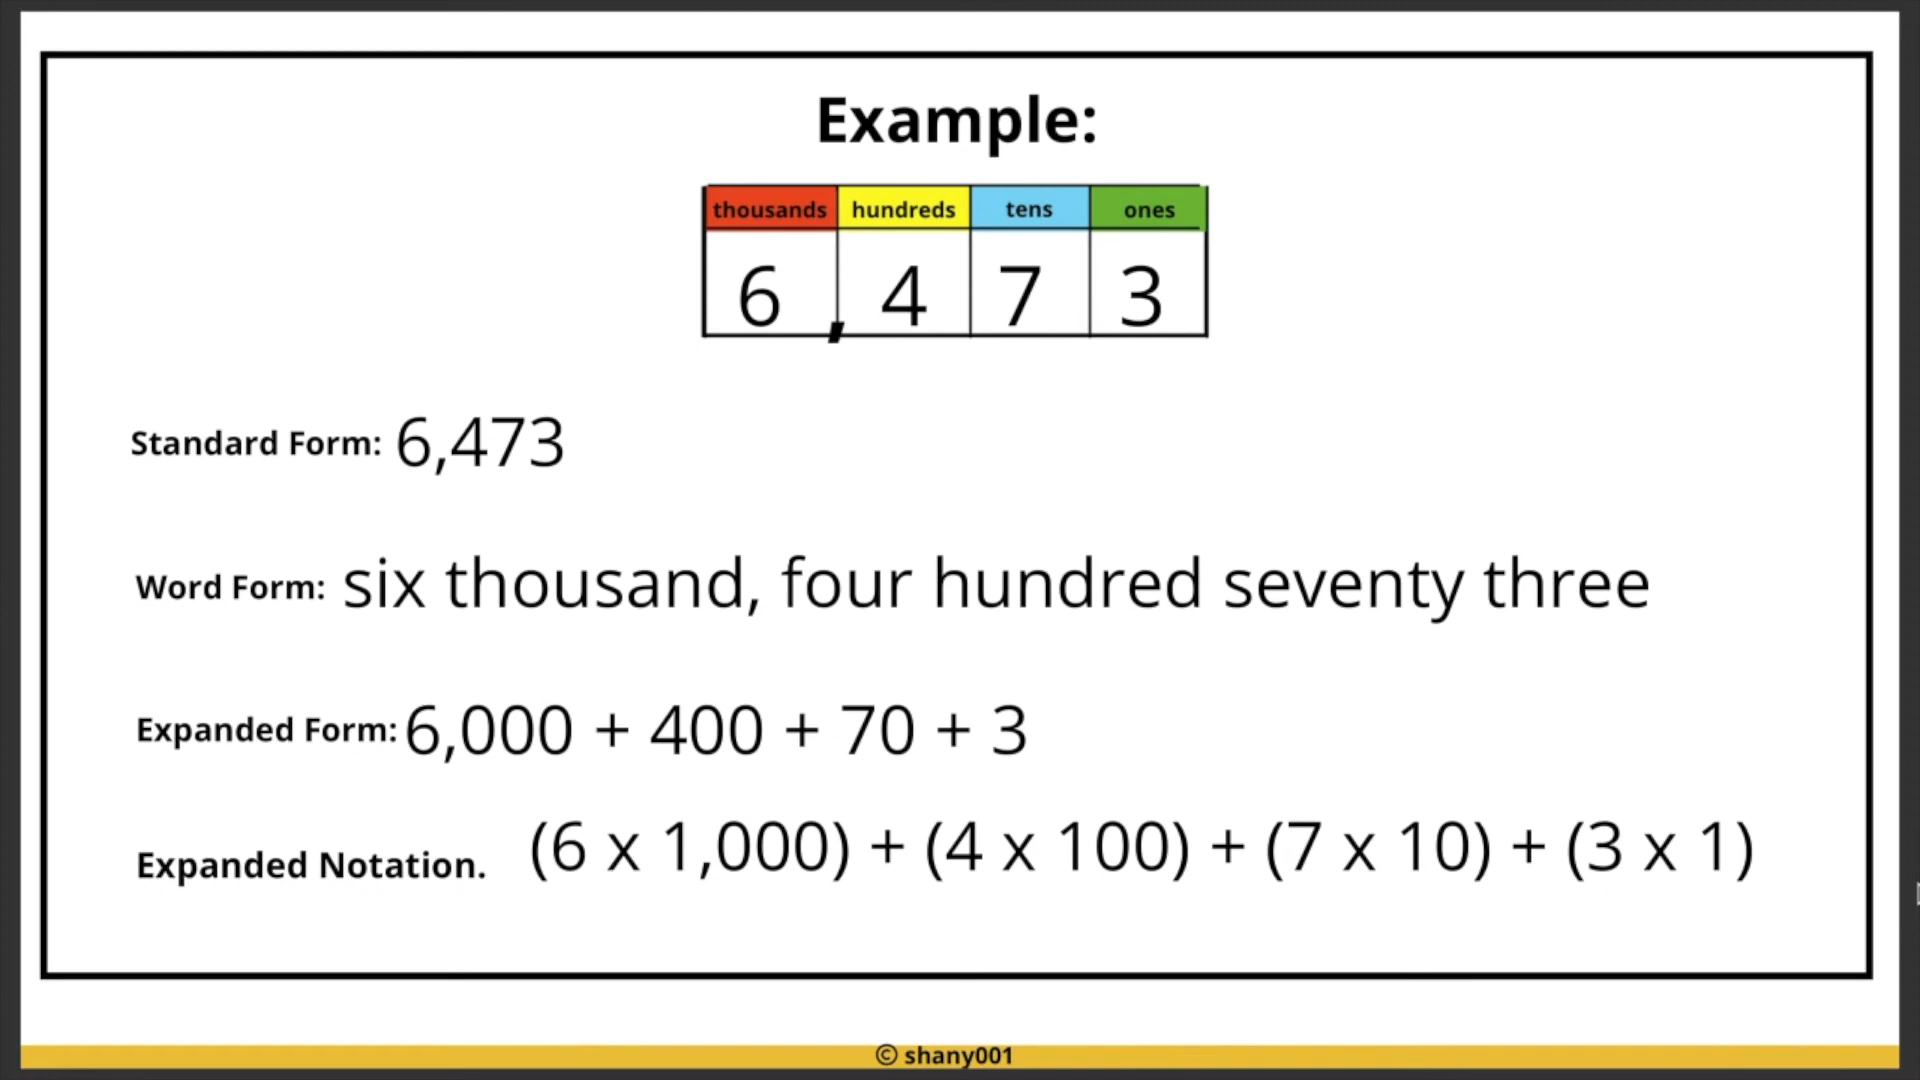 Example:
thousands hundreds tens ones
6 , 4 7 3
Standard Form: 6,473
Word Form: six thousand, four hundred seventy three
Expanded Form: 6,000 + 400 + 70 + 3
Expanded Notation. (6 x 1,000) + (4 x 100) + (7 x 10) + (3 x 1)
© shany001